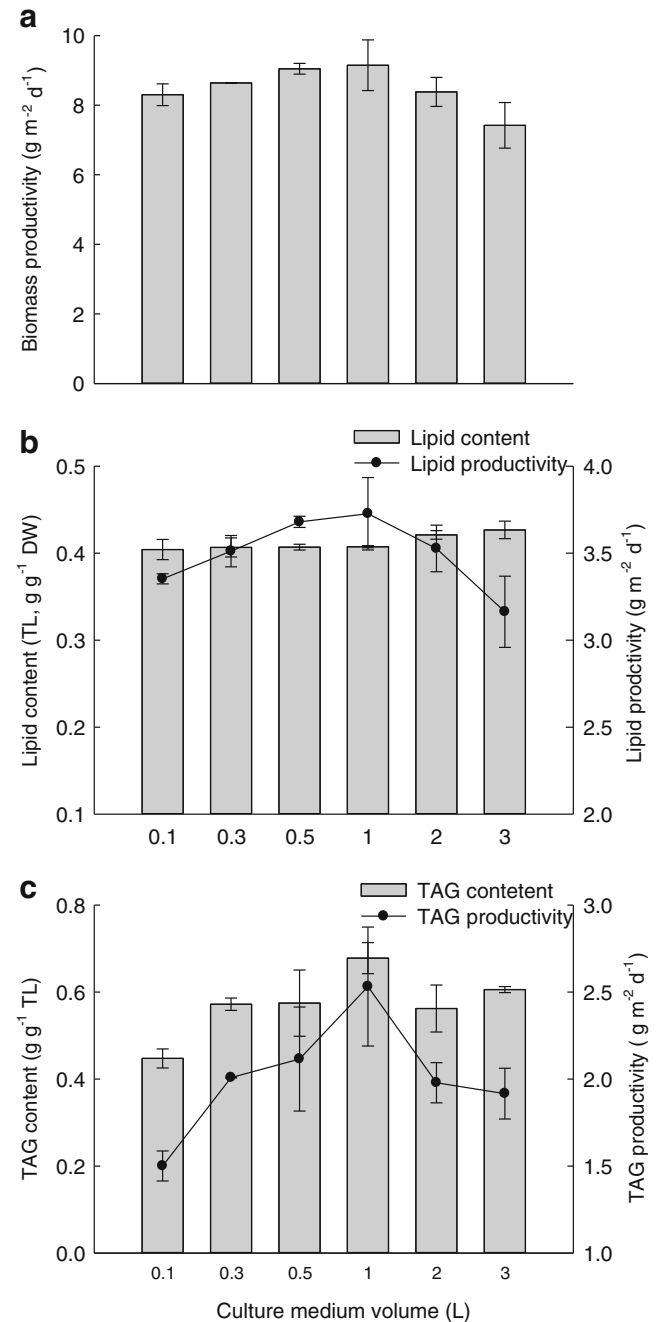 a
10
8
6
4
2
0
Biomass productivity (g m⁻² d⁻¹)
b
Lipid content
Lipid productivity
0.5
0.4
0.3
0.2
0.1
Lipid content (TL, g g⁻¹ DW)
4.0
3.5
3.0
2.5
2.0
Lipid prodctivity (g m⁻² d⁻¹)
0.1 0.3 0.5 1 2 3
c
TAG contetent
TAG productivity
0.8
0.6
0.4
0.2
0.0
TAG content (g g⁻¹ TL)
3.0
2.5
2.0
1.5
1.0
TAG productivity ( g m⁻² d⁻¹)
0.1 0.3 0.5 1 2 3
Culture medium volume (L)